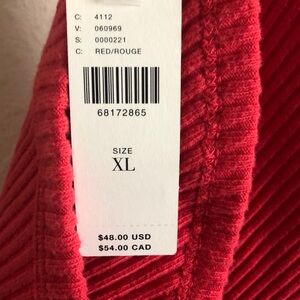 C: 4112
V: 060969
S: 0000221
C: RED/ROUGE
68172865
SIZE
XL
$48.00 USD
$54.00 CAD